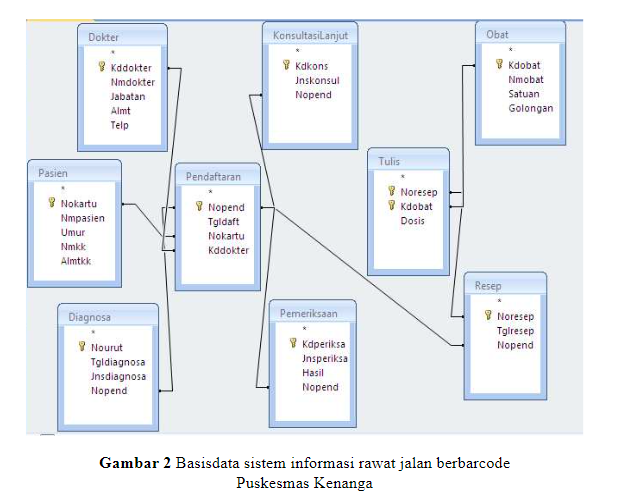 Dokter
*
Kddokter
Nmdokter
Jabatan
Almt
Telp
KonsultasiLanjut
*
Kdkons
Jnskonsul
Nopend
Obat
*
Kdobat
Nmobat
Satuan
Golongan
Pasien
*
Nokartu
Nmpasien
Umur
Nmkk
Almtkk
Pendaftaran
*
Nopend
Tgldaft
Nokartu
Kddokter
Tulis
*
Noresep
Kdobat
Dosis
Diagnosa
*
Nourut
Tgldiagnosa
Jnsdiagnosa
Nopend
Pemeriksaan
*
Kdperiksa
Jnsperiksa
Hasil
Nopend
Resep
*
Noresep
Tglresep
Nopend
Gambar 2 Basisdata sistem informasi rawat jalan berbarcode
Puskesmas Kenanga